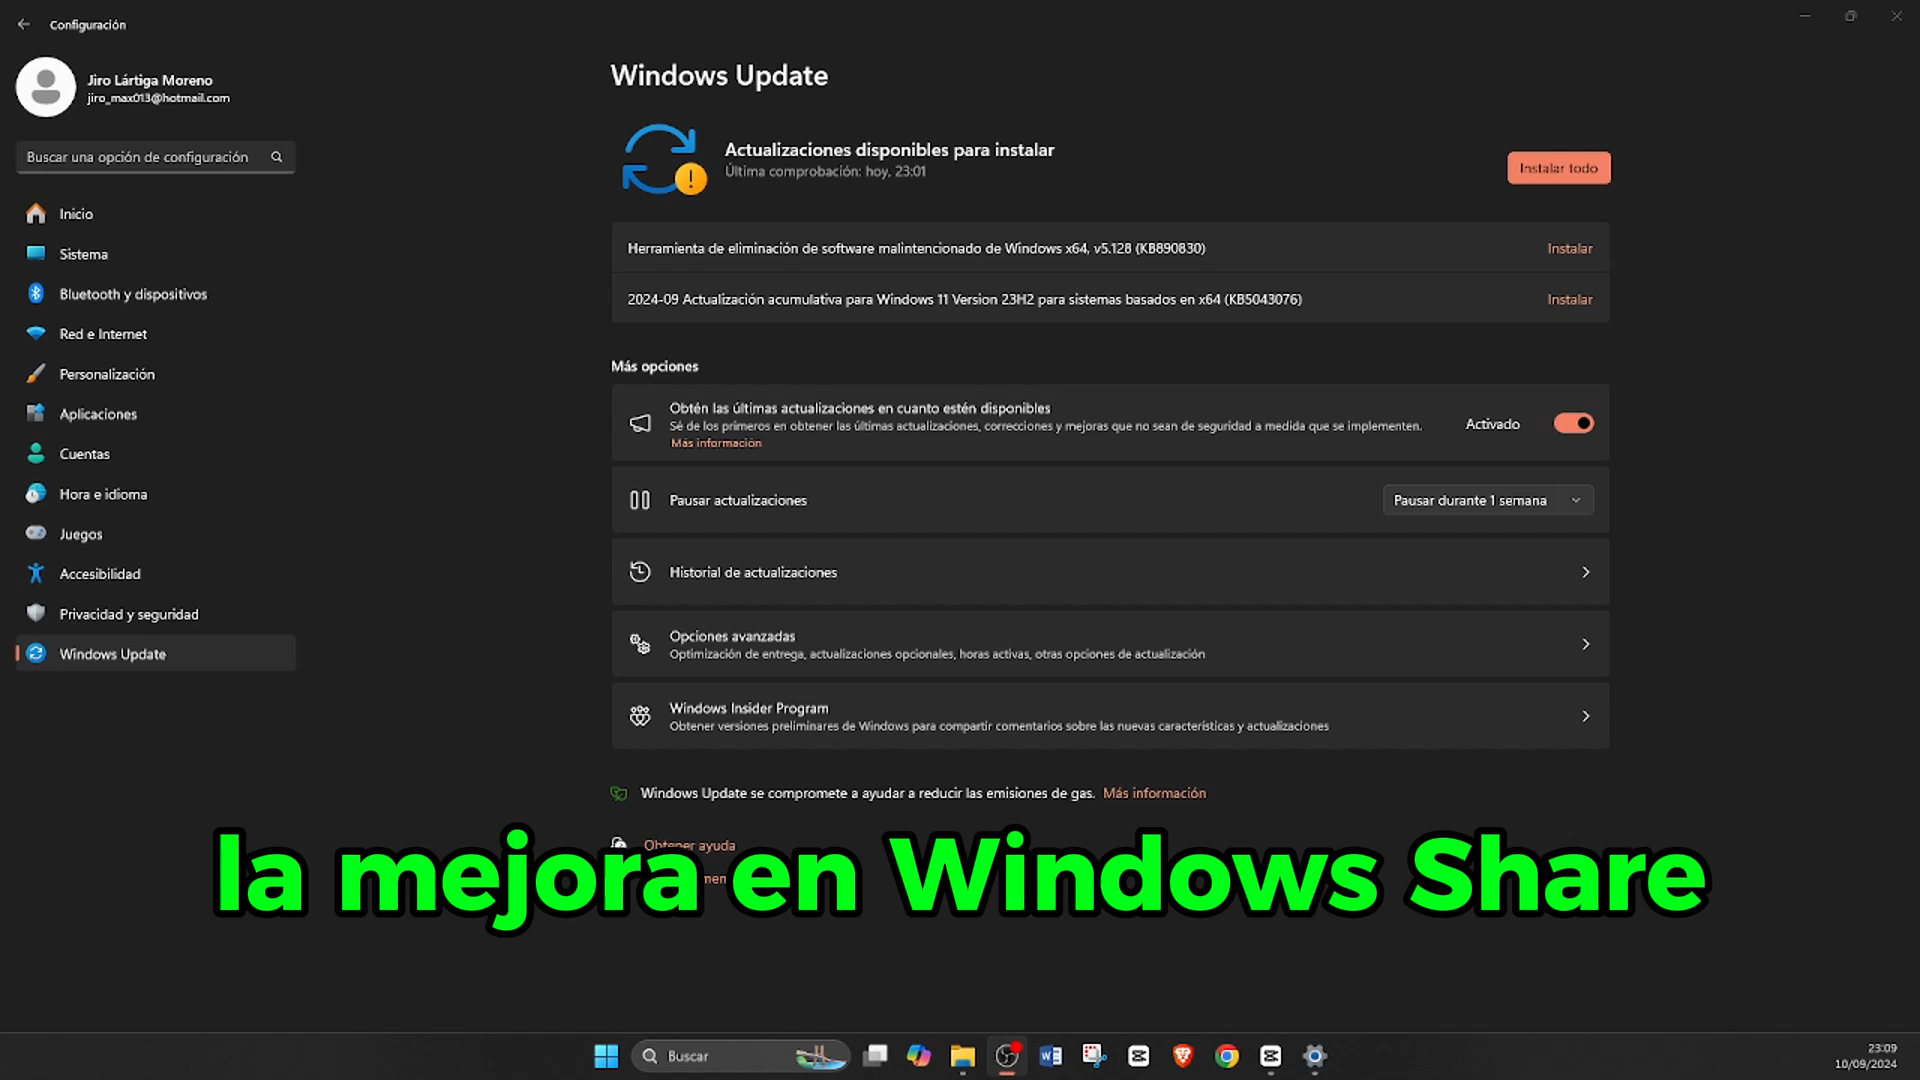 Configuración
Jiro Lártiga Moreno
jiro_max013@hotmail.com
Buscar una opción de configuración
Inicio
Sistema
Bluetooth y dispositivos
Red e Internet
Personalización
Aplicaciones
Cuentas
Hora e idioma
Juegos
Accesibilidad
Privacidad y seguridad
Windows Update
Windows Update
Actualizaciones disponibles para instalar
Última comprobación: hoy, 23:01
Instalar todo
Herramienta de eliminación de software malintencionado de Windows x64, v5.128 (KB890830)
Instalar
2024-09 Actualización acumulativa para Windows 11 Version 23H2 para sistemas basados en x64 (KB5043076)
Instalar
Más opciones
Obtén las últimas actualizaciones en cuanto estén disponibles
Sé de los primeros en obtener las últimas actualizaciones, correcciones y mejoras que no sean de seguridad a medida que se implementen.
Más información
Activado
Pausar actualizaciones
Pausar durante 1 semana
Historial de actualizaciones
Opciones avanzadas
Optimización de entrega, actualizaciones opcionales, horas activas, otras opciones de actualización
Windows Insider Program
Obtener versiones preliminares de Windows para compartir comentarios sobre las nuevas características y actualizaciones
Windows Update se compromete a ayudar a reducir las emisiones de gas. Más información
Obtener ayuda
la mejora en Windows Share
Buscar
23:09
10/09/2024